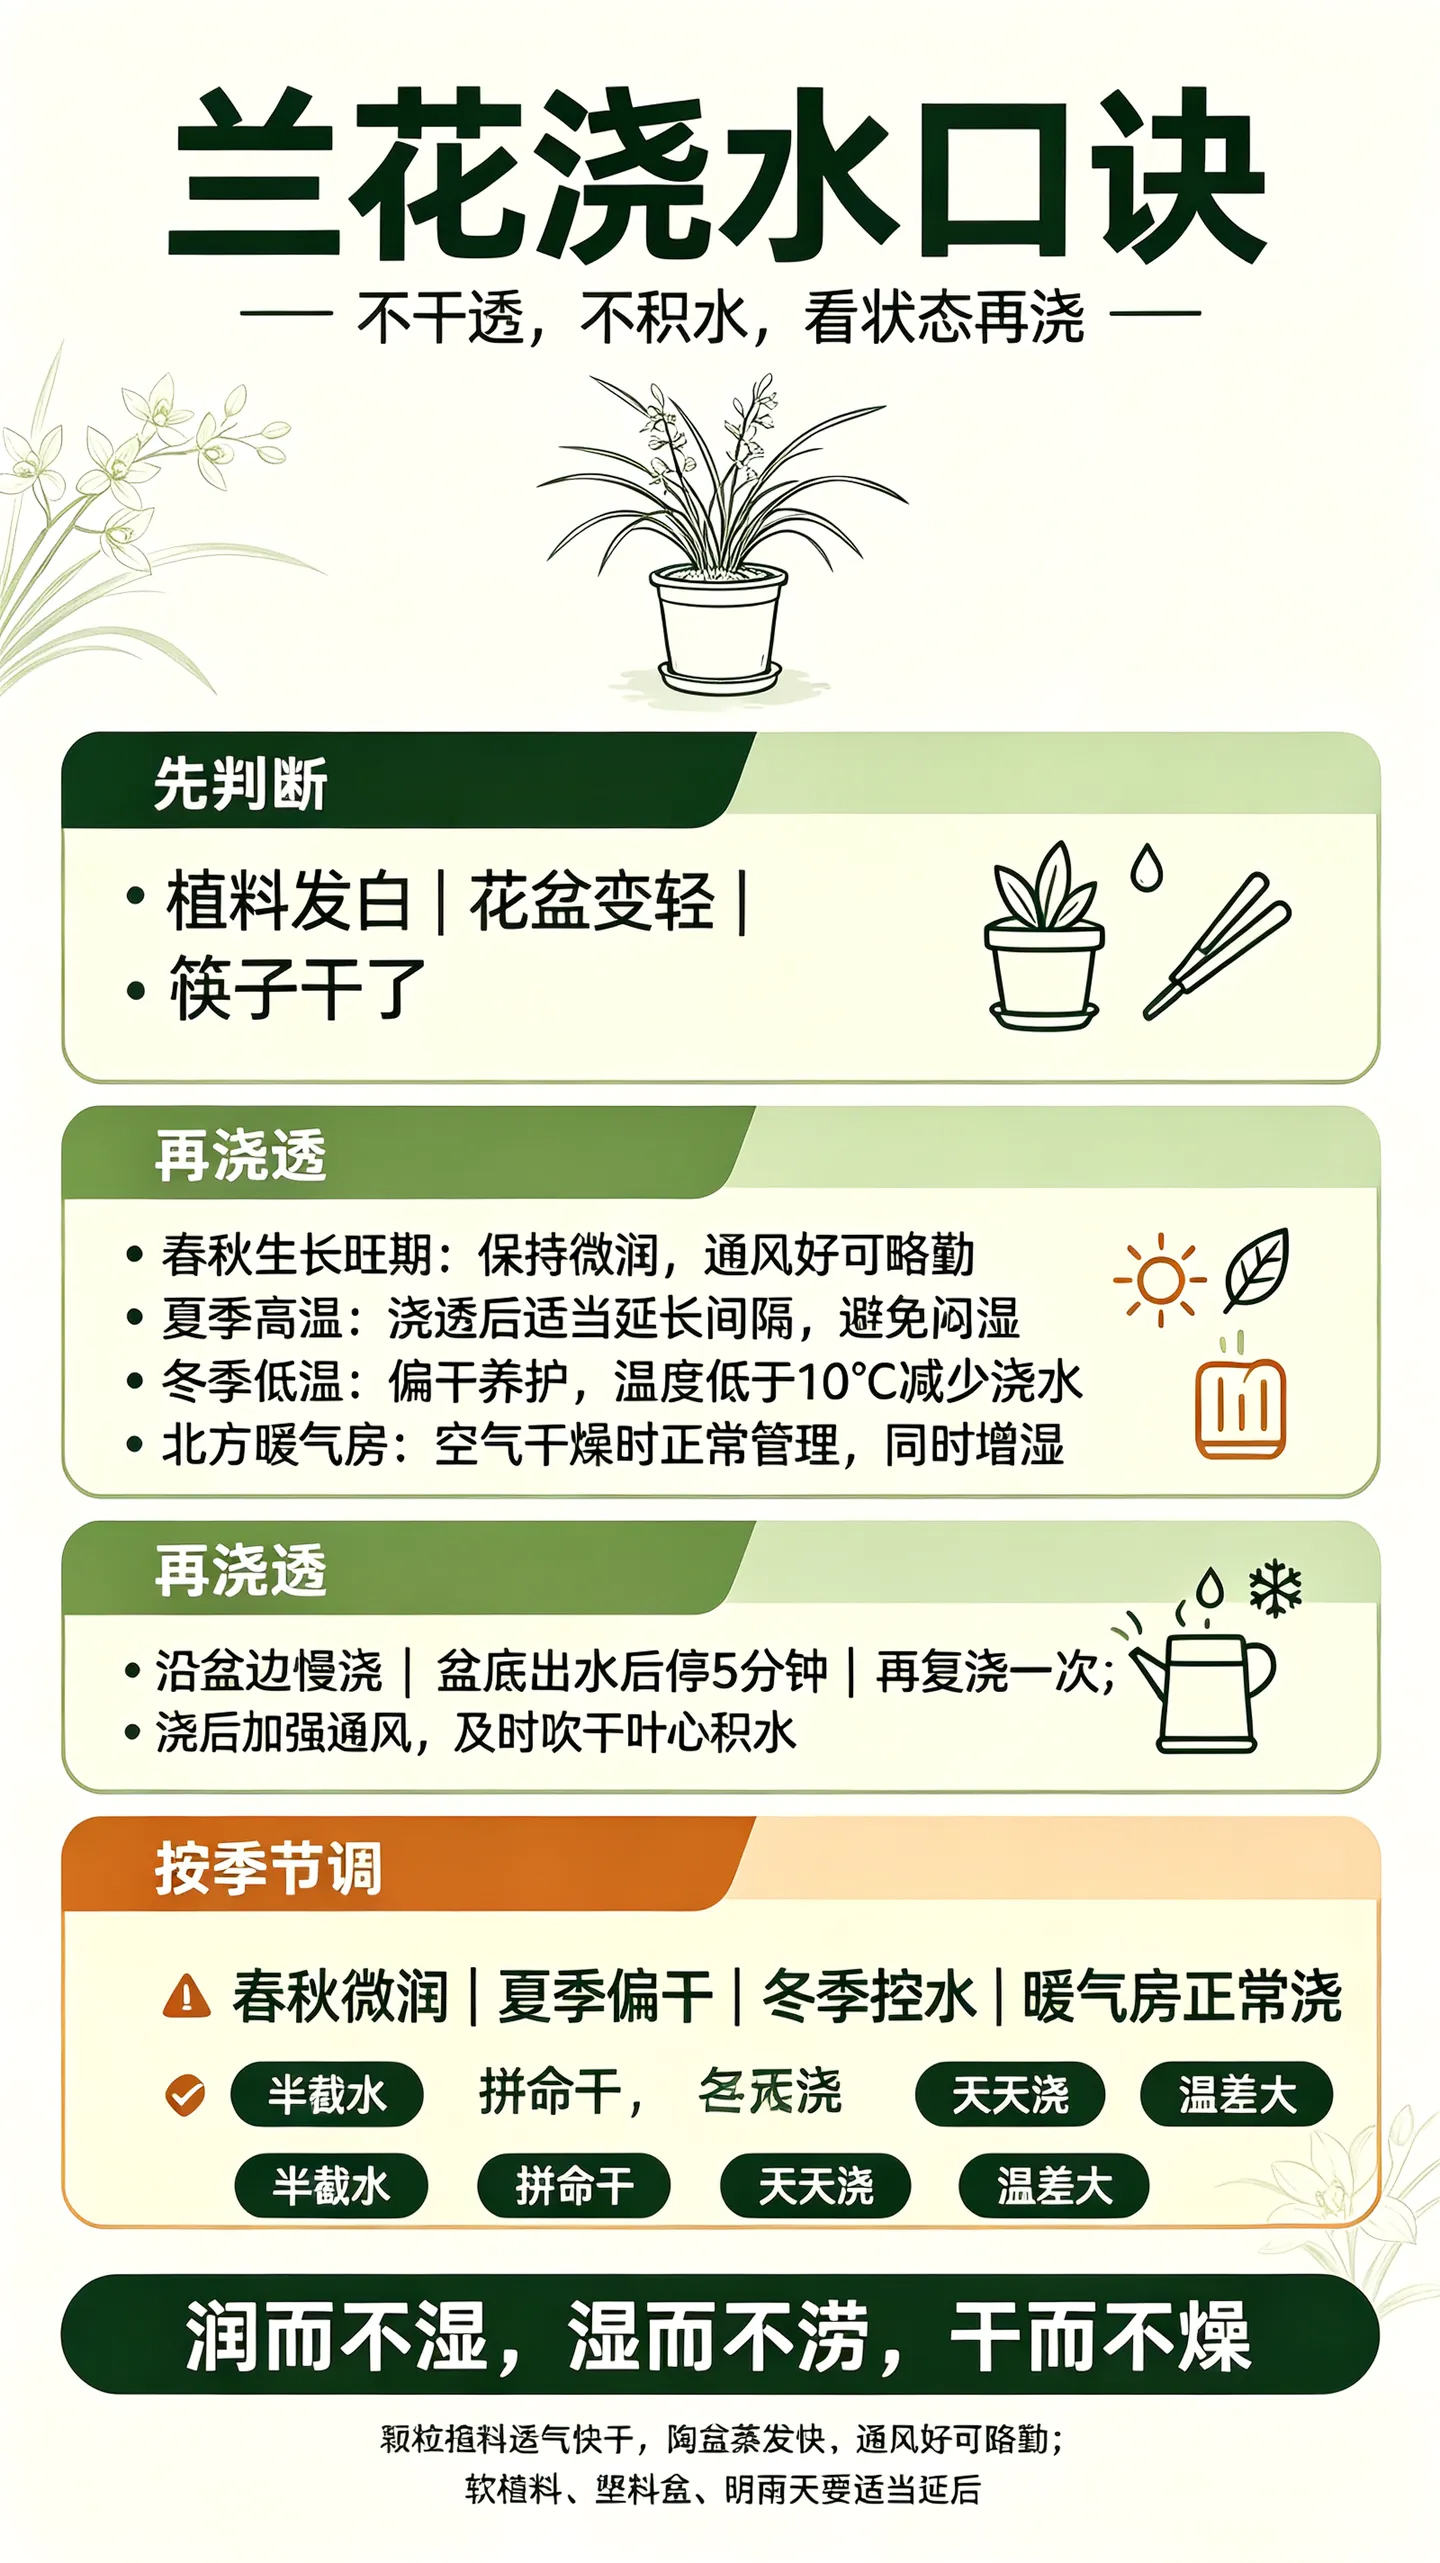 兰花浇水口诀
不干透，不积水，看状态再浇
先判断
• 植料发白 | 花盆变轻 |
• 筷子干了
再浇透
• 春秋生长旺期：保持微润，通风好可略勤
• 夏季高温：浇透后适当延长间隔，避免闷湿
• 冬季低温：偏干养护，温度低于10℃减少浇水
• 北方暖气房：空气干燥时正常管理，同时增湿
再浇透
• 沿盆边慢浇 | 盆底出水后停5分钟 | 再复浇一次；
• 浇后加强通风，及时吹干叶心积水
按季节调
春秋微润 | 夏季偏干 | 冬季控水 | 暖气房正常浇
半截水 拼命干， 浇 天天浇 温差大
半截水 拼命干 天天浇 温差大
润而不湿，湿而不涝，干而不燥
颗粒植料透气快干，陶盆蒸发快，通风好可略勤；
软植料、料盒、雨天要适当延后